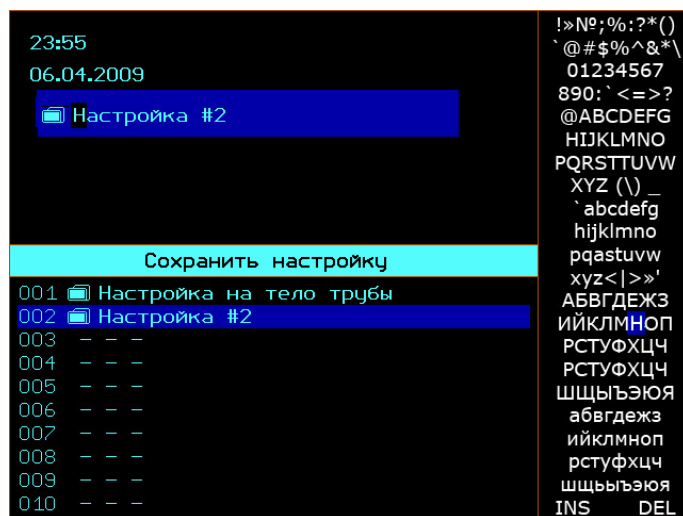 23:55
06.04.2009
Настройка #2
Сохранить настройку
001 Настройка на тело трубы
002 Настройка #2
003 – – –
004 – – –
005 – – –
006 – – –
007 – – –
008 – – –
009 – – –
010 – – –
!»№;%:?*()
`@#$%^&*\
01234567
890:`<=>?
@ABCDEFG
HIJKLMNO
PQRSTTUVW
XYZ (\) _
`abcdefg
hijklmno
pqastuvw
xyz<|>»'
АБВГДЕЖЗ
ИЙКЛМНОП
РСТУФХЦЧ
РСТУФХЦЧ
ШЩЫЪЭЮЯ
абвгдежз
ийклмноп
рстуфхцч
шщьыъэюя
INS DEL